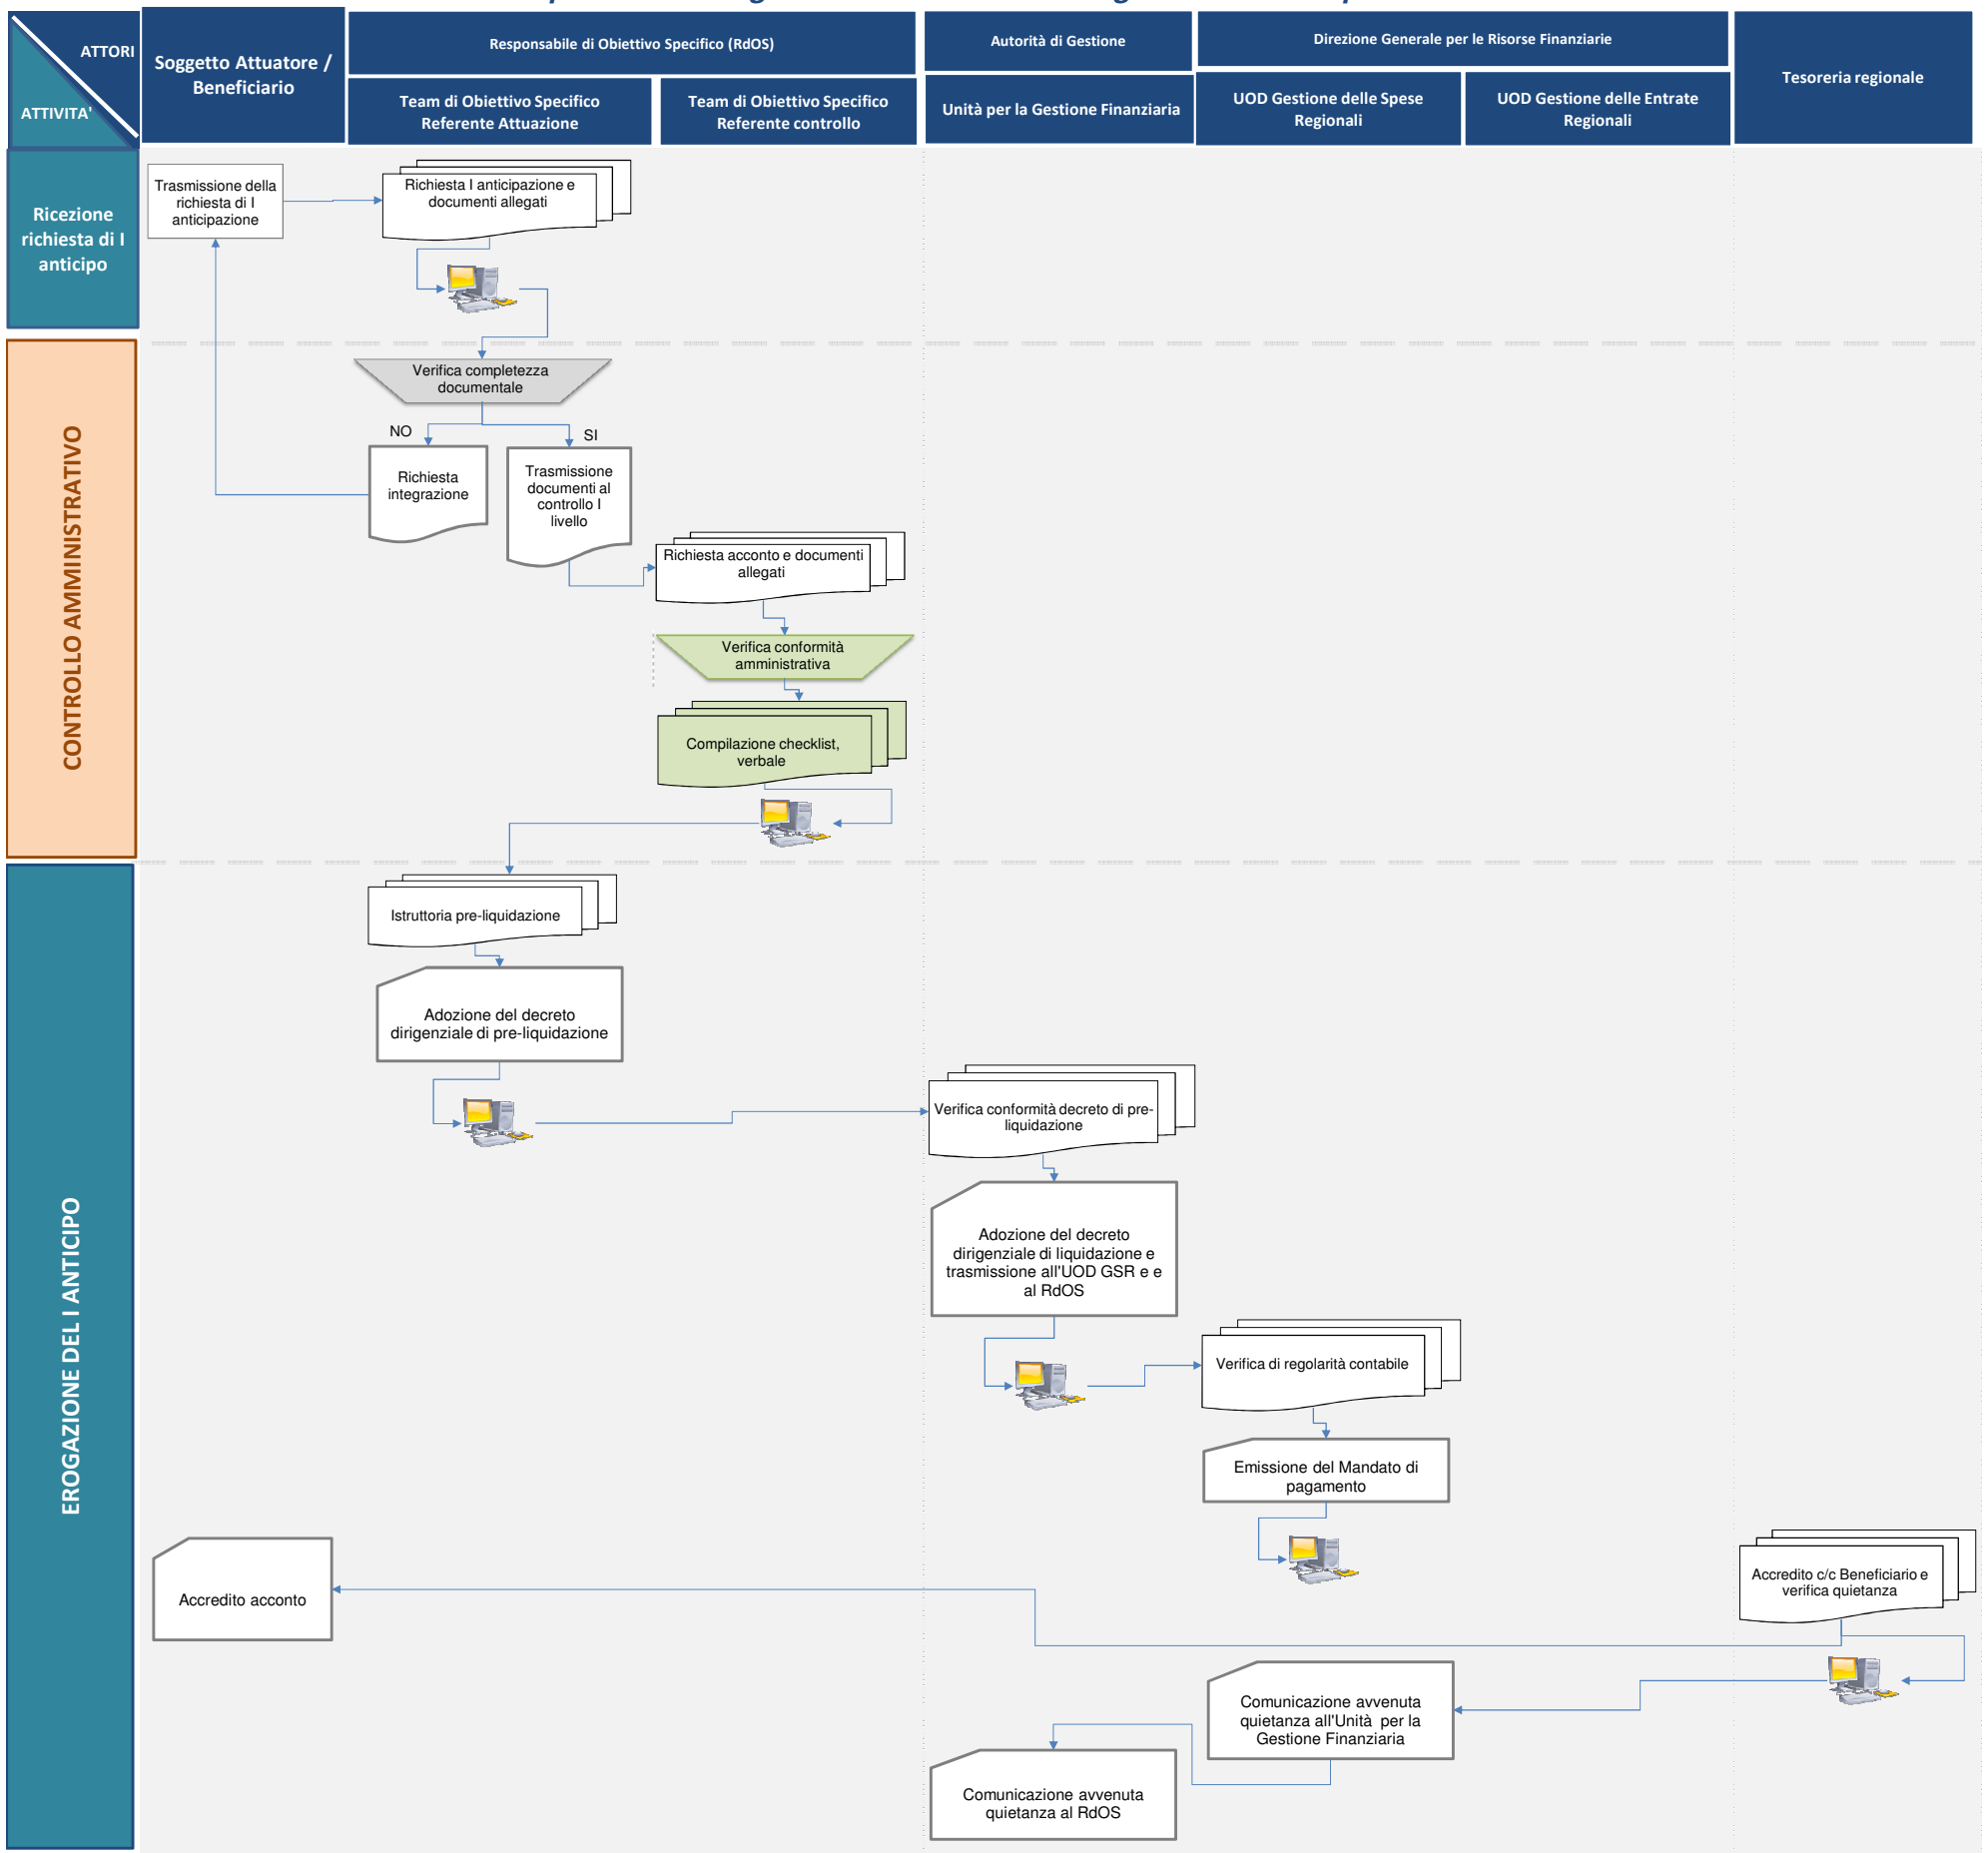 ATTORI
ATTIVITA'
Soggetto Attuatore /
Beneficiario
Responsabile di Obiettivo Specifico (RdOS)
Autorità di Gestione
Direzione Generale per le Risorse Finanziarie
Tesoreria regionale
Team di Obiettivo Specifico
Referente Attuazione
Team di Obiettivo Specifico
Referente controllo
Unità per la Gestione Finanziaria
UOD Gestione delle Spese
Regionali
UOD Gestione delle Entrate
Regionali
Ricezione
richiesta di I
anticipo
Trasmissione della
richiesta di I
anticipazione
Richiesta I anticipazione e
documenti allegati
CONTROLLO AMMINISTRATIVO
Verifica completezza
documentale
NO
SI
Richiesta
integrazione
Trasmissione
documenti al
controllo I
livello
Richiesta acconto e documenti
allegati
Verifica conformità
amministrativa
Compilazione checklist,
verbale
EROGAZIONE DEL I ANTICIPO
Istruttoria pre-liquidazione
Adozione del decreto
dirigenziale di pre-liquidazione
Verifica conformità decreto di pre-
liquidazione
Adozione del decreto
dirigenziale di liquidazione e
trasmissione all'UOD GSR e e
al RdOS
Verifica di regolarità contabile
Emissione del Mandato di
pagamento
Accredito c/c Beneficiario e
verifica quietanza
Accredito acconto
Comunicazione avvenuta
quietanza all'Unità  per la
Gestione Finanziaria
Comunicazione avvenuta
quietanza al RdOS